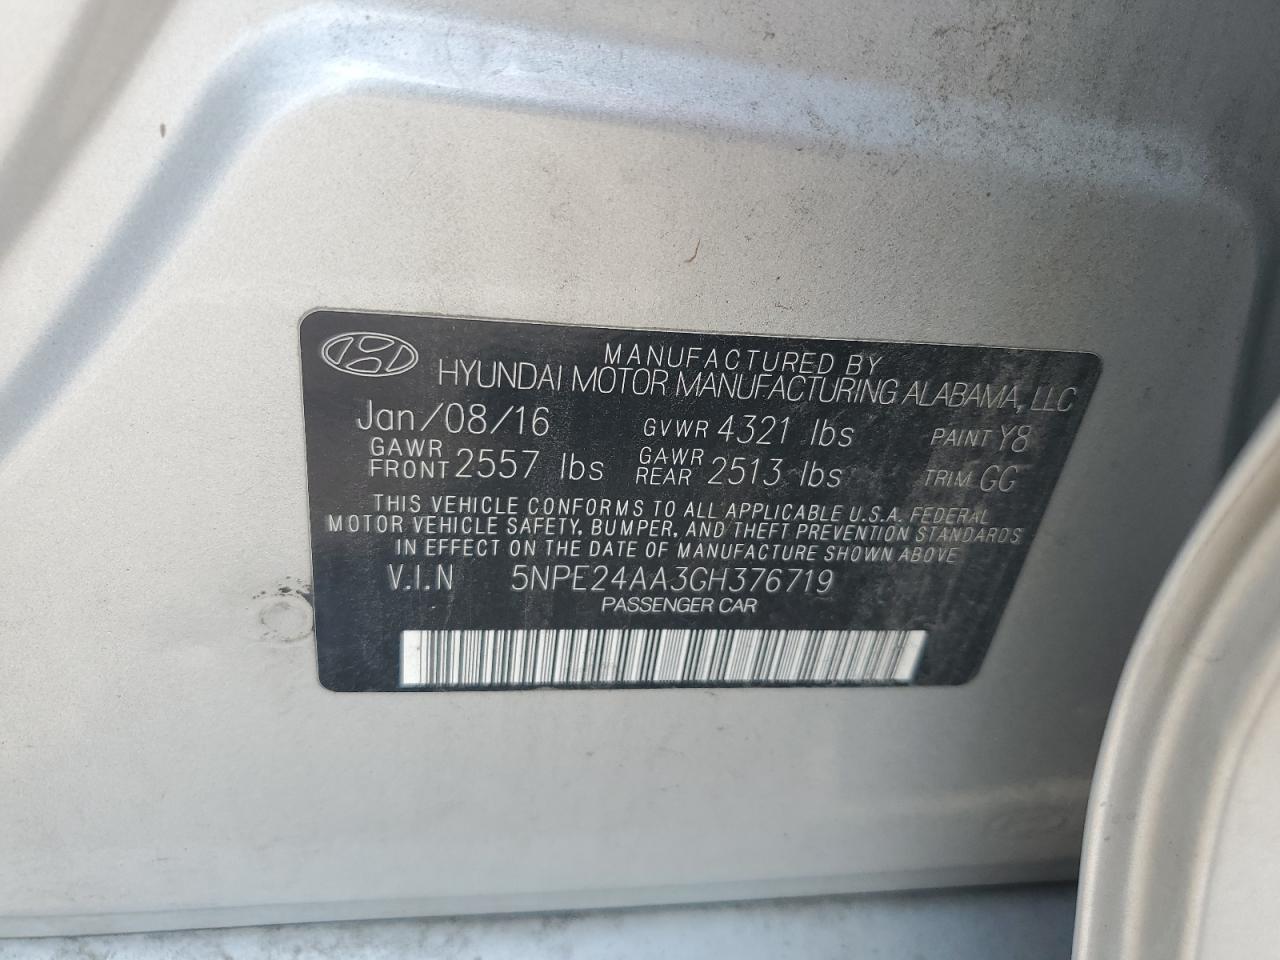 MANUFACTURED BY
HYUNDAI MOTOR MANUFACTURING ALABAMA, LLC
Jan/08/16 GVWR 4321 lbs PAINT Y8
GAWR FRONT 2557 lbs GAWR REAR 2513 lbs TRIM GG
THIS VEHICLE CONFORMS TO ALL APPLICABLE U.S.A. FEDERAL
MOTOR VEHICLE SAFETY, BUMPER, AND THEFT PREVENTION STANDARDS
IN EFFECT ON THE DATE OF MANUFACTURE SHOWN ABOVE
V.I.N 5NPE24AA3GH376719
PASSENGER CAR